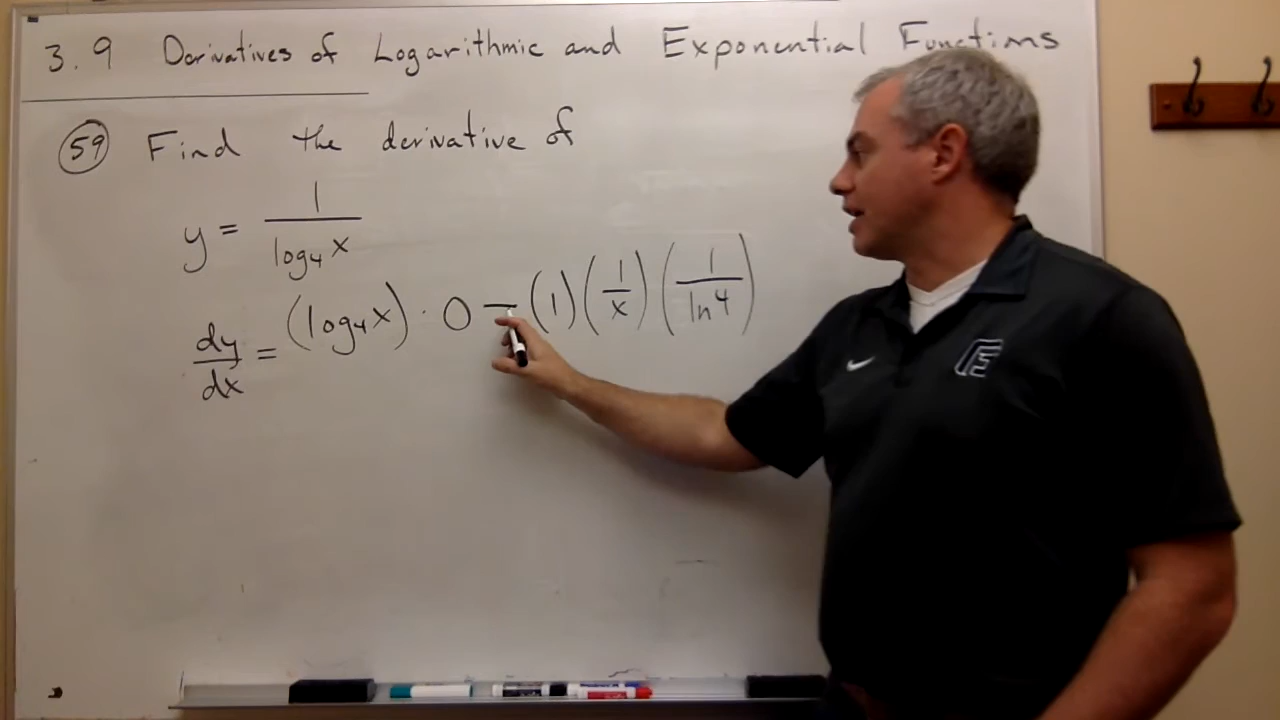 3.9 Derivatives of Logarithmic and Exponential Functions
59 Find the derivative of
y = 1/log₄x
dy/dx = (log₄x) · 0 − (1)(1/x)(1/ln4)
E